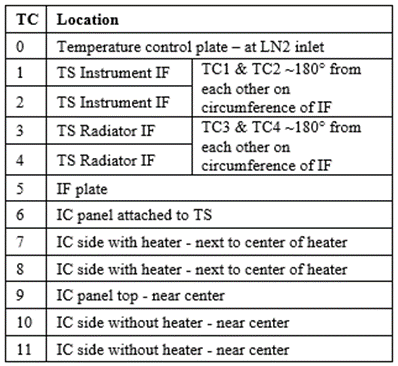 TC Location
0 Temperature control plate – at LN2 inlet
1 TS Instrument IF TC1 & TC2 ~180° from
each other on
2 TS Instrument IF circumference of IF
3 TS Radiator IF TC3 & TC4 ~180° from
each other on
4 TS Radiator IF circumference of IF
5 IF plate
6 IC panel attached to TS
7 IC side with heater - next to center of heater
8 IC side with heater - next to center of heater
9 IC panel top - near center
10 IC side without heater - near center
11 IC side without heater - near center